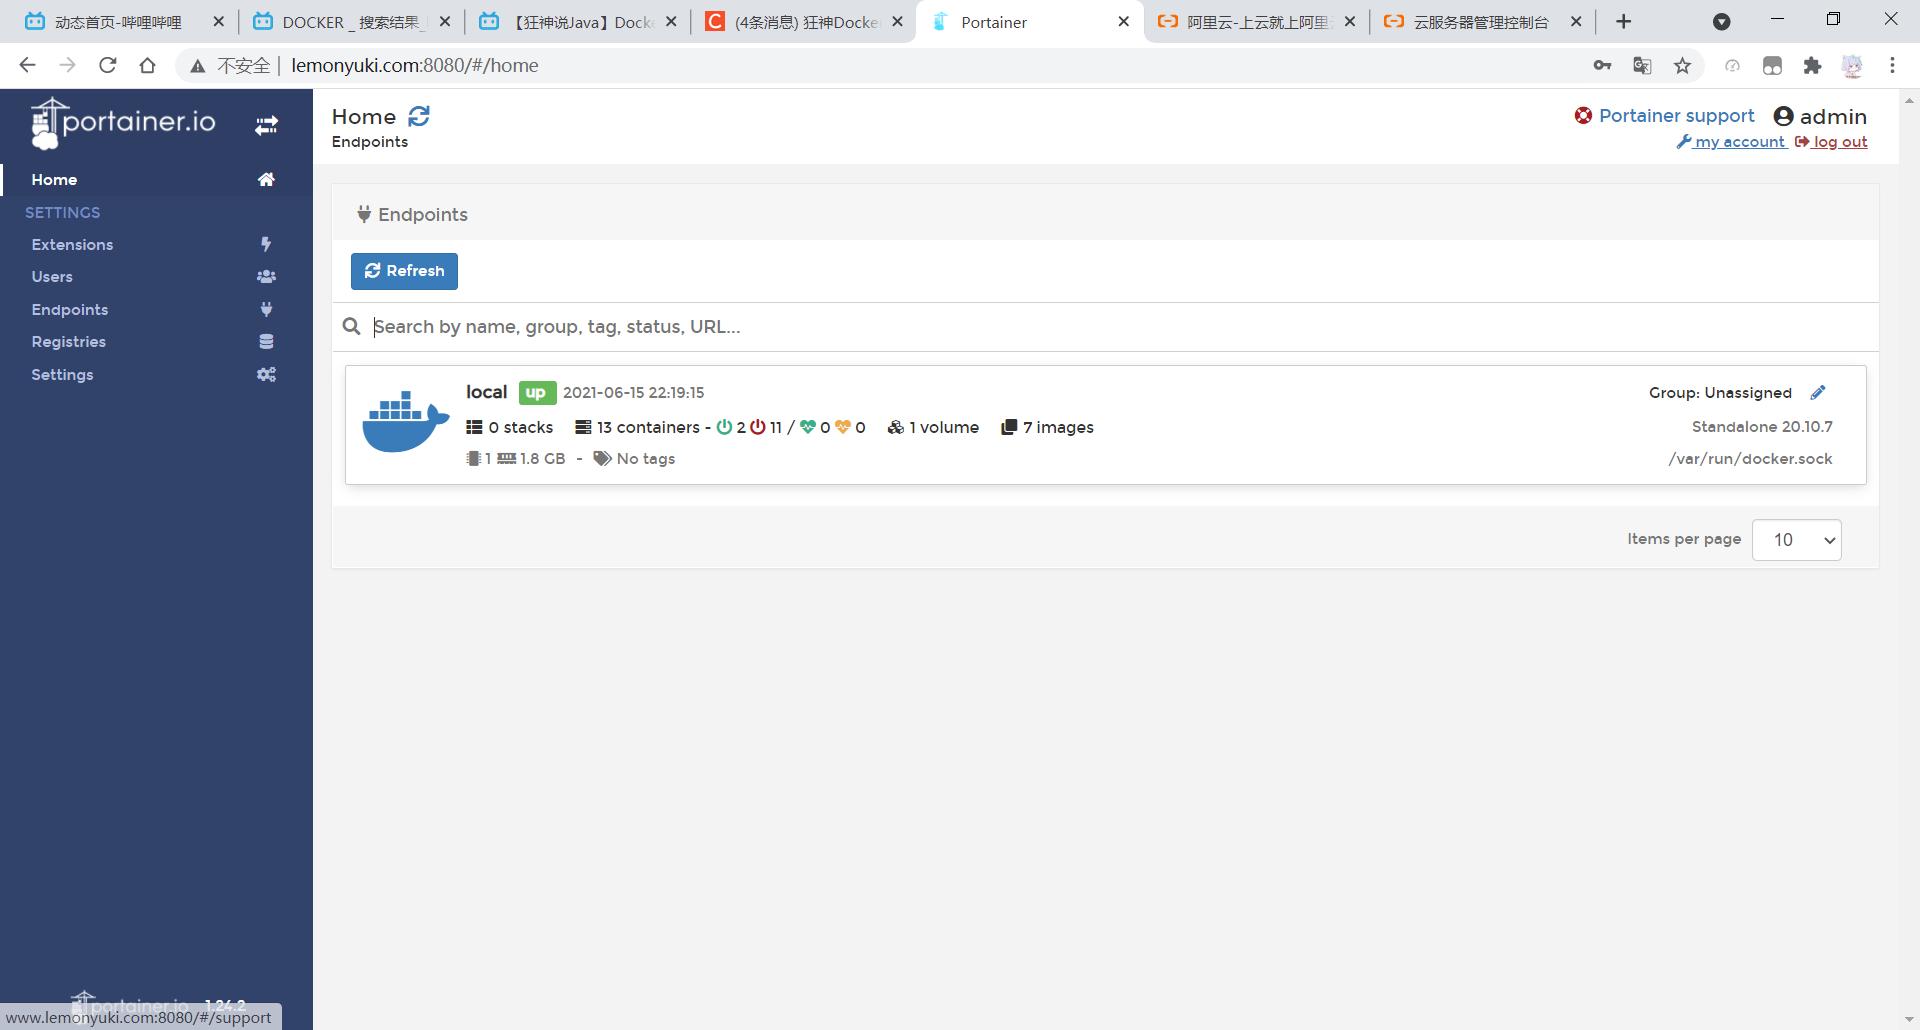 动态首页-哔哩哔哩
DOCKER _ 搜索结果_
【狂神说Java】Docke
(4条消息) 狂神Docker
Portainer
阿里云-上云就上阿里云
云服务器管理控制台
不安全 | lemonyuki.com:8080/#/home
portainer.io
Home
SETTINGS
Extensions
Users
Endpoints
Registries
Settings
Home
Endpoints
Portainer support
admin
my account
log out
Endpoints
Refresh
Search by name, group, tag, status, URL...
local up 2021-06-15 22:19:15
Group: Unassigned
0 stacks 13 containers - 2 11 / 0 0 1 volume 7 images
Standalone 20.10.7
1 1.8 GB - No tags
/var/run/docker.sock
Items per page 10
portainer.io 1.24.2
www.lemonyuki.com:8080/#/support